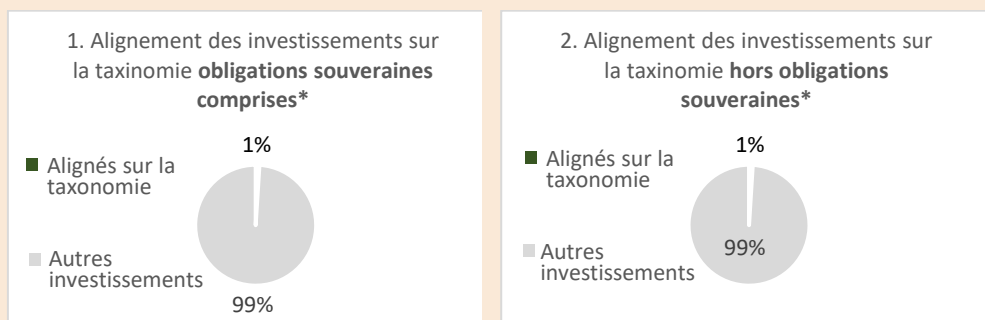 1. Alignement des investissements sur
la taxinomie obligations souveraines
comprises*
1%
Alignés sur la
taxonomie
Autres
investissements
99%
2. Alignement des investissements sur
la taxinomie hors obligations
souveraines*
1%
Alignés sur la
taxonomie
99%
Autres
investissements